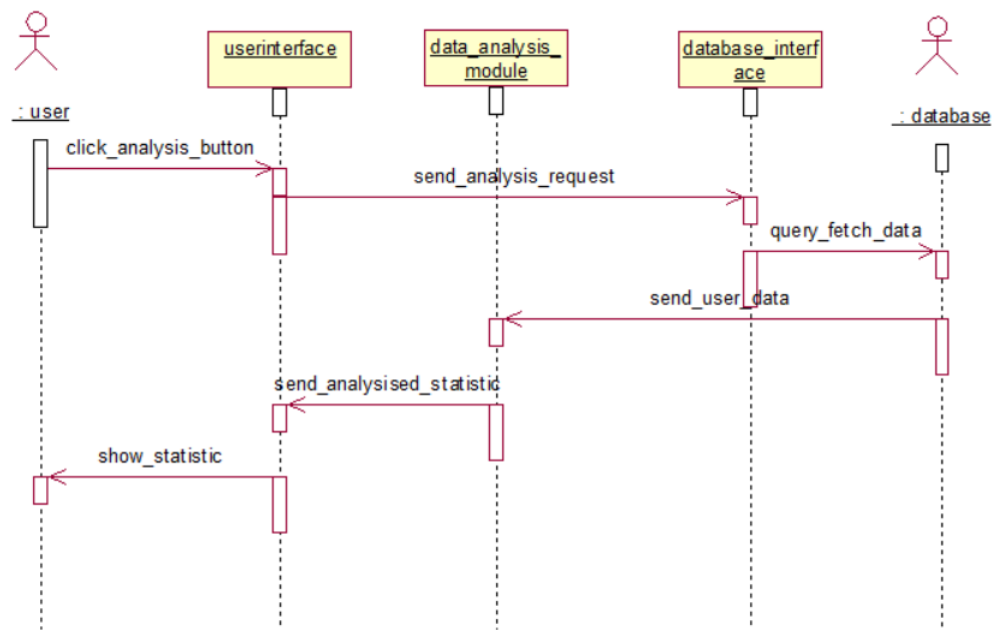 userinterface
data_analysis_
module
database_interf
ace
: user
: database
click_analysis_button
send_analysis_request
query_fetch_data
send_user_data
send_analysised_statistic
show_statistic